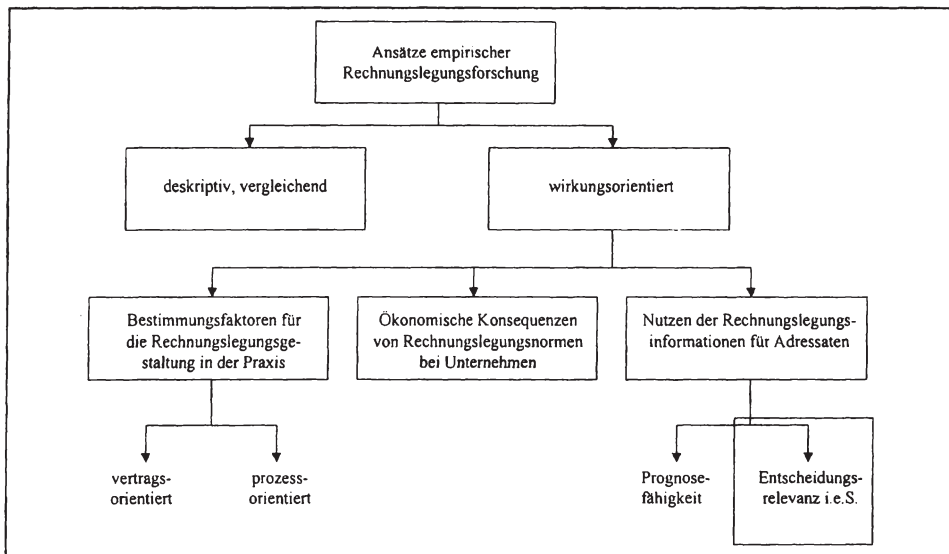 Ansätze empirischer
Rechnungslegungsforschung
deskriptiv, vergleichend
wirkungsorientiert
Bestimmungsfaktoren für
die Rechnungslegungsge-
staltung in der Praxis
Ökonomische Konsequenzen
von Rechnungslegungsnormen
bei Unternehmen
Nutzen der Rechnungslegungs-
informationen für Adressaten
vertrags-
orientiert
prozess-
orientiert
Prognose-
fähigkeit
Entscheidungs-
relevanz i.e.S.